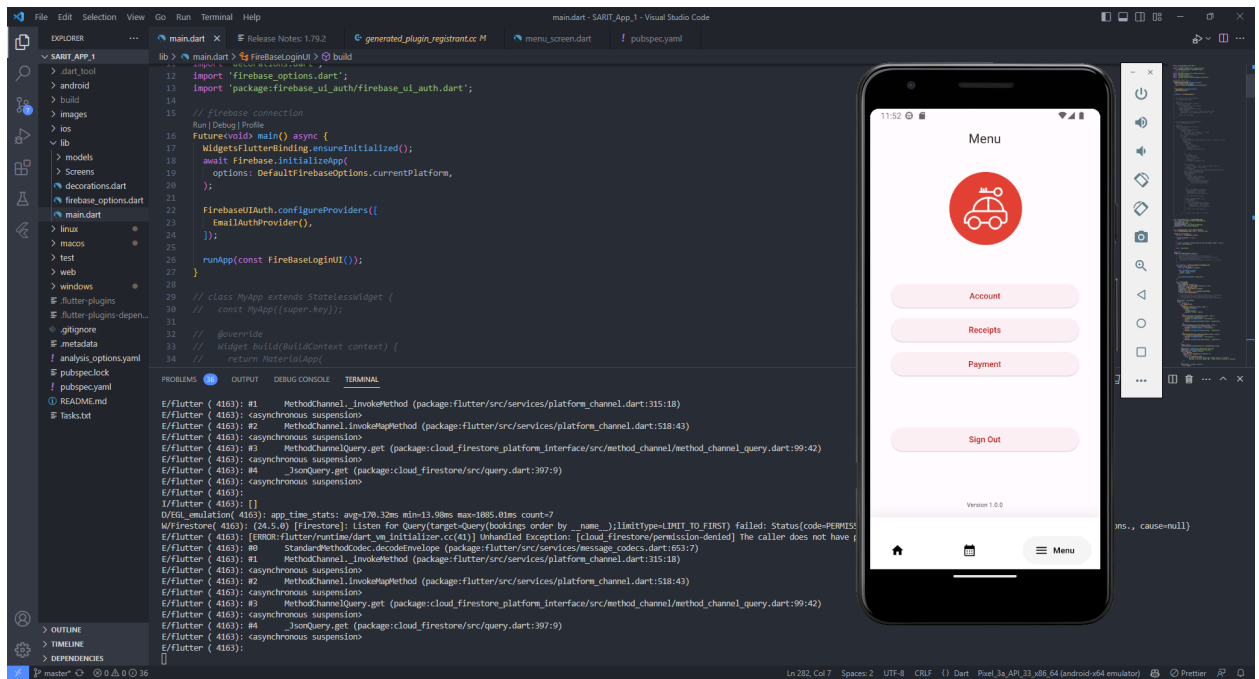 File Edit Selection View Go Run Terminal Help
main.dart - SARIT_App_1 - Visual Studio Code
EXPLORER
main.dart
Release Notes: 1.79.2
generated_plugin_registrant.cc M
menu_screen.dart
pubspec.yaml
SARIT_APP_1
.dart_tool
android
build
images
ios
lib
models
Screens
decorations.dart
firebase_options.dart
main.dart
linux
macos
test
web
windows
.flutter-plugins
.flutter-plugins-depen...
.gitignore
.metadata
analysis_options.yaml
pubspec.lock
pubspec.yaml
README.md
Tasks.txt
OUTLINE
TIMELINE
DEPENDENCIES
lib > main.dart > FireBaseLoginUI > build
import 'decorations.dart';
12 import 'firebase_options.dart';
13 import 'package:firebase_ui_auth/firebase_ui_auth.dart';
14
15 // firebase connection
Run | Debug | Profile
16 Future<void> main() async {
17 WidgetsFlutterBinding.ensureInitialized();
18 await Firebase.initializeApp(
19 options: DefaultFirebaseOptions.currentPlatform,
20 );
21
22 FirebaseUIAuth.configureProviders([
23 EmailAuthProvider(),
24 ]);
25
26 runApp(const FireBaseLoginUI());
27 }
28
29 // class MyApp extends StatelessWidget {
30 // const MyApp({super.key});
31
32 // @override
33 // Widget build(BuildContext context) {
34 // return MaterialApp(
PROBLEMS 36 OUTPUT DEBUG CONSOLE TERMINAL
E/flutter ( 4163): #1 MethodChannel._invokeMethod (package:flutter/src/services/platform_channel.dart:315:18)
E/flutter ( 4163): <asynchronous suspension>
E/flutter ( 4163): #2 MethodChannel.invokeMapMethod (package:flutter/src/services/platform_channel.dart:518:43)
E/flutter ( 4163): <asynchronous suspension>
E/flutter ( 4163): #3 MethodChannelQuery.get (package:cloud_firestore_platform_interface/src/method_channel/method_channel_query.dart:99:42)
E/flutter ( 4163): <asynchronous suspension>
E/flutter ( 4163): #4 _JsonQuery.get (package:cloud_firestore/src/query.dart:397:9)
E/flutter ( 4163): <asynchronous suspension>
E/flutter ( 4163):
I/flutter ( 4163): []
D/EGL_emulation( 4163): app_time_stats: avg=170.32ms min=13.98ms max=1085.01ms count=7
W/Firestore( 4163): (24.5.0) [Firestore]: Listen for Query(target=Query(bookings order by __name__);limitType=LIMIT_TO_FIRST) failed: Status{code=PERMISS ns., cause=null}
E/flutter ( 4163): [ERROR:flutter/runtime/dart_vm_initializer.cc(41)] Unhandled Exception: [cloud_firestore/permission-denied] The caller does not have p
E/flutter ( 4163): #0 StandardMethodCodec.decodeEnvelope (package:flutter/src/services/message_codecs.dart:653:7)
E/flutter ( 4163): #1 MethodChannel._invokeMethod (package:flutter/src/services/platform_channel.dart:315:18)
E/flutter ( 4163): <asynchronous suspension>
E/flutter ( 4163): #2 MethodChannel.invokeMapMethod (package:flutter/src/services/platform_channel.dart:518:43)
E/flutter ( 4163): <asynchronous suspension>
E/flutter ( 4163): #3 MethodChannelQuery.get (package:cloud_firestore_platform_interface/src/method_channel/method_channel_query.dart:99:42)
E/flutter ( 4163): <asynchronous suspension>
E/flutter ( 4163): #4 _JsonQuery.get (package:cloud_firestore/src/query.dart:397:9)
E/flutter ( 4163): <asynchronous suspension>
E/flutter ( 4163):
11:52
Menu
Account
Receipts
Payment
Sign Out
Version 1.0.0
Menu
master* 0 0 36
Ln 282, Col 7 Spaces: 2 UTF-8 CRLF {} Dart Pixel_3a_API_33_x86_64 (android-x64 emulator) Prettier